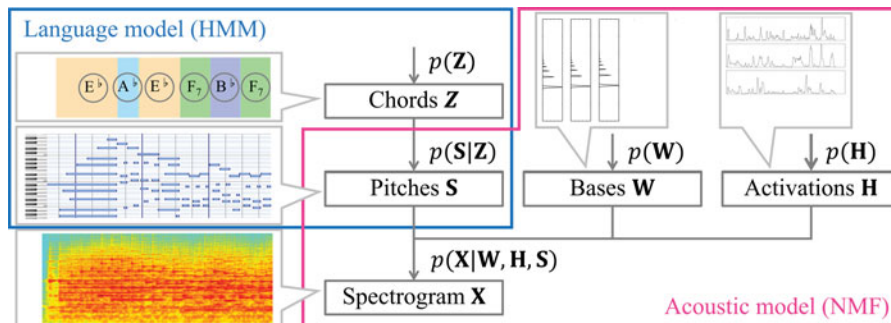 Language model (HMM)
E♭ A♭ E♭ F7 B♭ F7
p(Z)
Chords Z
p(S|Z)
p(W)
p(H)
Pitches S
Bases W
Activations H
p(X|W, H, S)
Spectrogram X
Acoustic model (NMF)